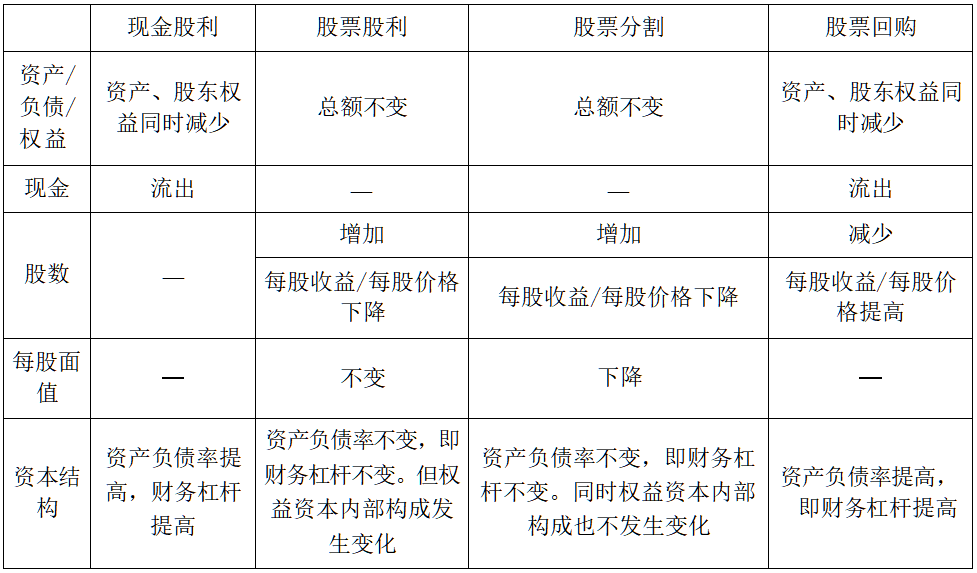 现金股利 股票股利 股票分割 股票回购
资产/
负债/
权益
资产、股东权
益同时减少
总额不变
总额不变
资产、股东权益同
时减少
现金 流出 — — 流出
股数
—
增加 增加 减少
每股收益/每股价格
下降
每股收益/每股价格下降
每股收益/每股价
格提高
每股面
值
—
不变
下降
—
资本结
构
资产负债率提
高，财务杠杆
提高
资产负债率不变，即
财务杠杆不变。但权
益资本内部构成发
生变化
资产负债率不变，即财务杠
杆不变。同时权益资本内部
构成也不发生变化
资产负债率提高，
即财务杠杆提高